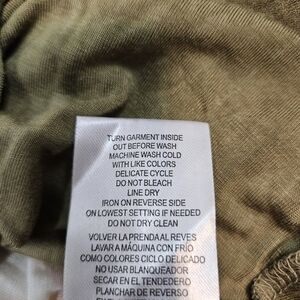 TURN GARMENT INSIDE
OUT BEFORE WASH
MACHINE WASH COLD
WITH LIKE COLORS
DELICATE CYCLE
DO NOT BLEACH
LINE DRY
IRON ON REVERSE SIDE
ON LOWEST SETTING IF NEEDED
DO NOT DRY CLEAN
VOLVER LA PRENDA AL REVES
LAVAR A MÁQUINA CON FRÍO
COMO COLORES CICLO DELICADO
NO USAR BLANQUEADOR
SECAR EN EL TENDEDERO
PLANCHAR DE REVERSO